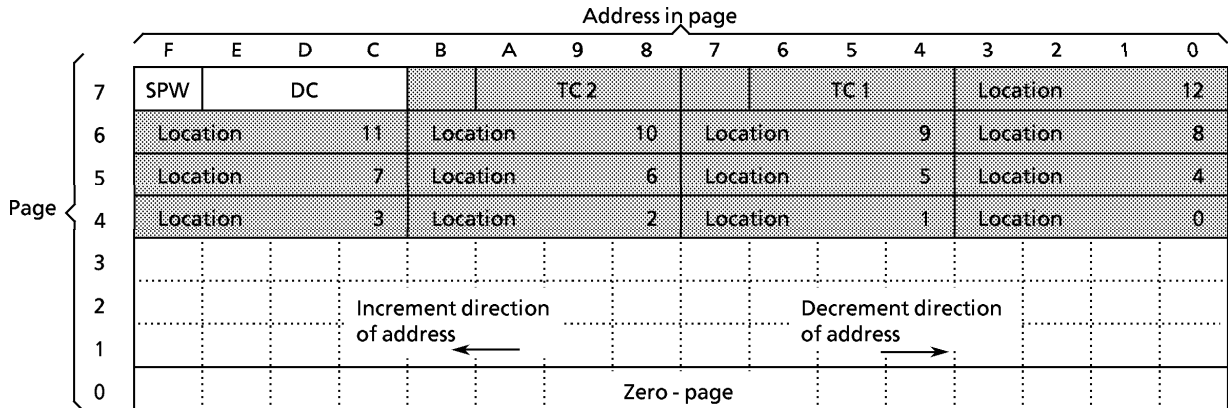 Address in page
F E D C B A 9 8 7 6 5 4 3 2 1 0
7 SPW DC TC 2 TC 1 Location 12
6 Location 11 Location 10 Location 9 Location 8
5 Location 7 Location 6 Location 5 Location 4
Page
4 Location 3 Location 2 Location 1 Location 0
3
2 Increment direction Decrement direction
of address of address
1
0 Zero - page